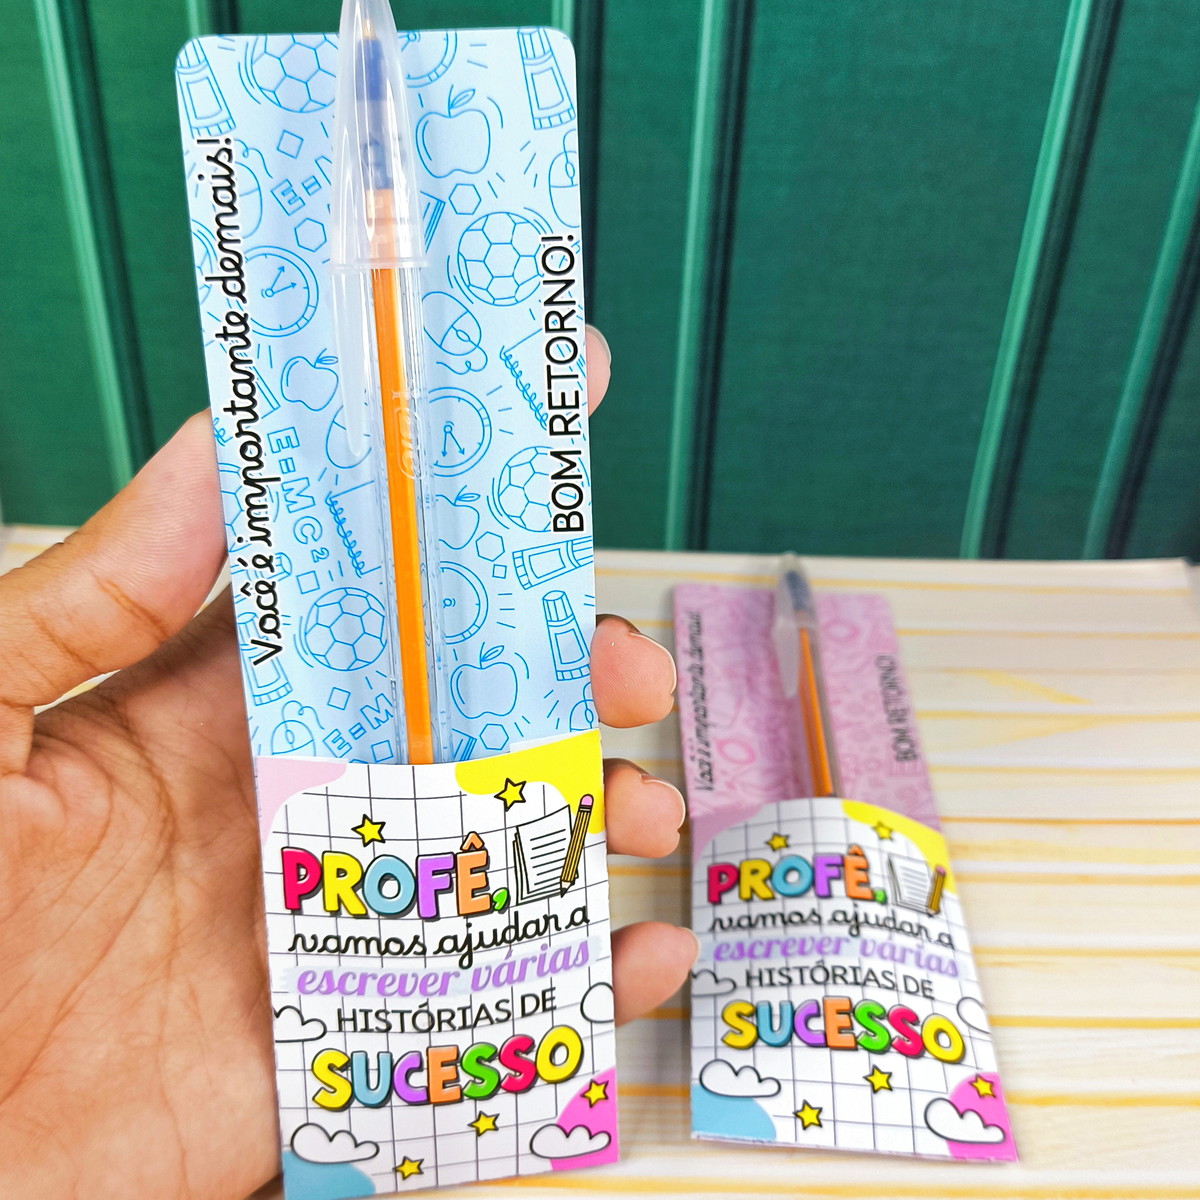 Você é importante demais!
BOM RETORNO!
E=MC²
PROFÊ,
vamos ajudar a
escrever várias
HISTÓRIAS DE
SUCESSO
Você é importante demais!
BOM RETORNO!
PROFÊ,
vamos ajudar a
escrever várias
HISTÓRIAS DE
SUCESSO